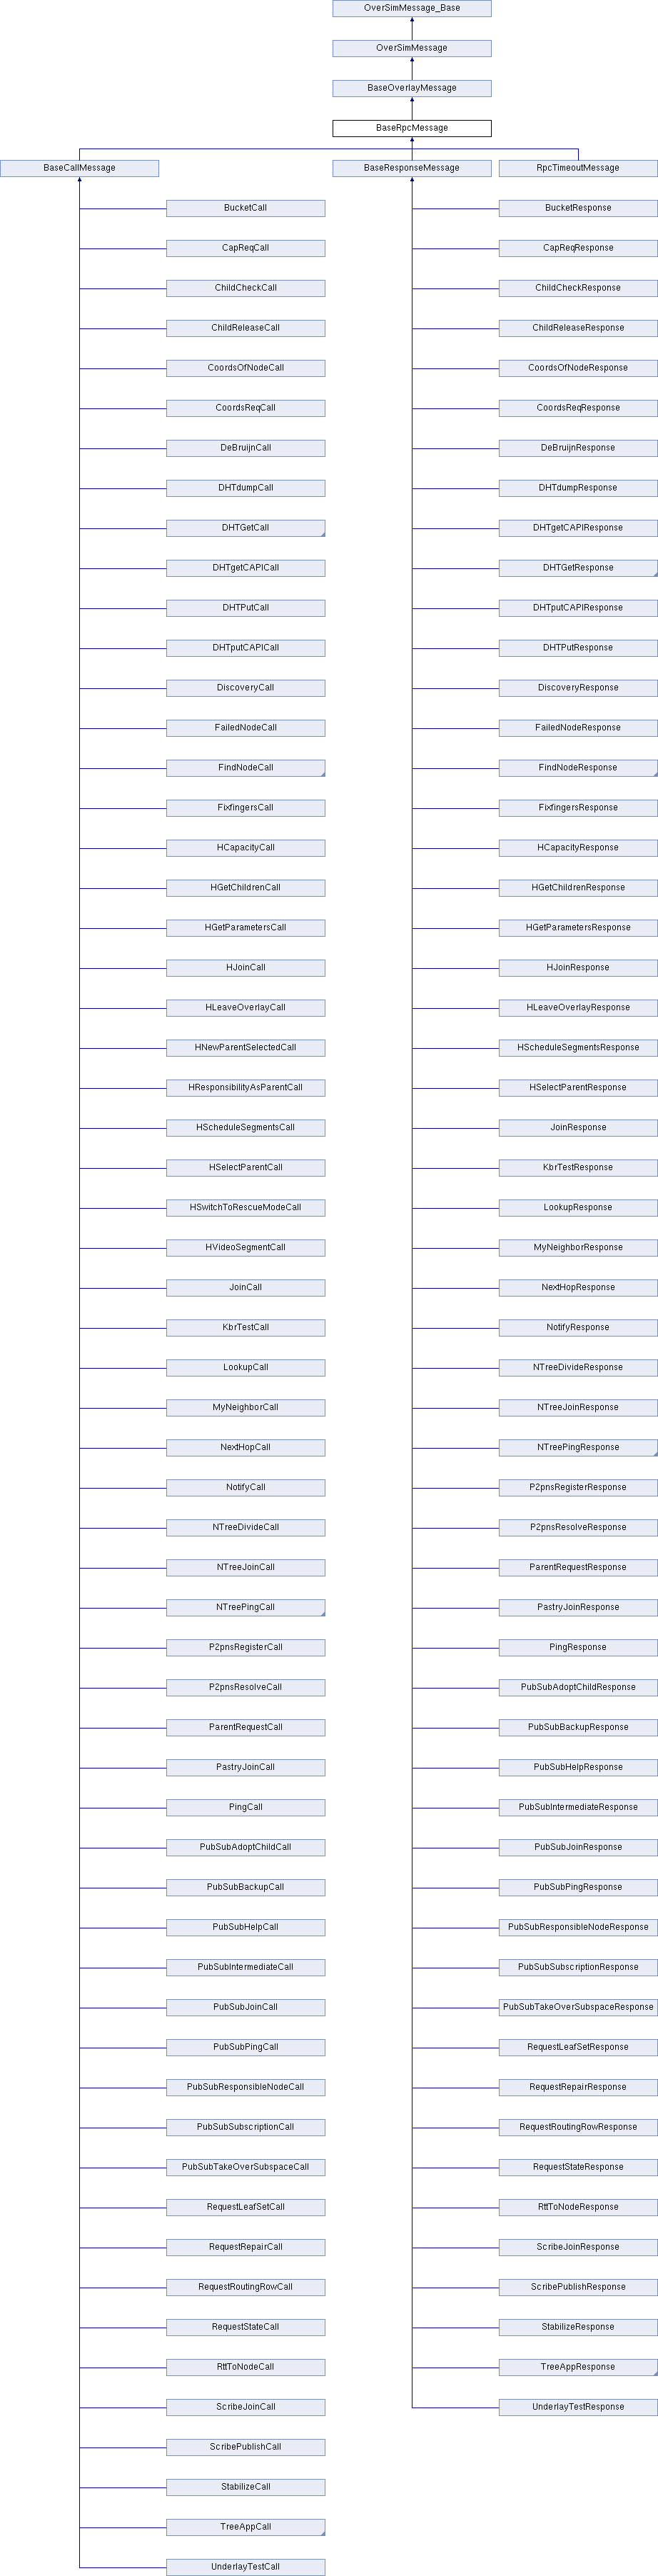 OverSimMessage_Base
OverSimMessage
BaseOverlayMessage
BaseRpcMessage
BaseCallMessage BaseResponseMessage RpcTimeoutMessage
BucketCall BucketResponse
CapReqCall CapReqResponse
ChildCheckCall ChildCheckResponse
ChildReleaseCall ChildReleaseResponse
CoordsOfNodeCall CoordsOfNodeResponse
CoordsReqCall CoordsReqResponse
DeBruijnCall DeBruijnResponse
DHTdumpCall DHTdumpResponse
DHTGetCall DHTgetCAPIResponse
DHTgetCAPICall DHTGetResponse
DHTPutCall DHTputCAPIResponse
DHTputCAPICall DHTPutResponse
DiscoveryCall DiscoveryResponse
FailedNodeCall FailedNodeResponse
FindNodeCall FindNodeResponse
FixfingersCall FixfingersResponse
HCapacityCall HCapacityResponse
HGetChildrenCall HGetChildrenResponse
HGetParametersCall HGetParametersResponse
HJoinCall HJoinResponse
HLeaveOverlayCall HLeaveOverlayResponse
HNewParentSelectedCall HScheduleSegmentsResponse
HResponsibilityAsParentCall HSelectParentResponse
HScheduleSegmentsCall JoinResponse
HSelectParentCall KbrTestResponse
HSwitchToRescueModeCall LookupResponse
HVideoSegmentCall MyNeighborResponse
JoinCall NextHopResponse
KbrTestCall NotifyResponse
LookupCall NTreeDivideResponse
MyNeighborCall NTreeJoinResponse
NextHopCall NTreePingResponse
NotifyCall P2pnsRegisterResponse
NTreeDivideCall P2pnsResolveResponse
NTreeJoinCall ParentRequestResponse
NTreePingCall PastryJoinResponse
P2pnsRegisterCall PingResponse
P2pnsResolveCall PubSubAdoptChildResponse
ParentRequestCall PubSubBackupResponse
PastryJoinCall PubSubHelpResponse
PingCall PubSubIntermediateResponse
PubSubAdoptChildCall PubSubJoinResponse
PubSubBackupCall PubSubPingResponse
PubSubHelpCall PubSubResponsibleNodeResponse
PubSubIntermediateCall PubSubSubscriptionResponse
PubSubJoinCall PubSubTakeOverSubspaceResponse
PubSubPingCall RequestLeafSetResponse
PubSubResponsibleNodeCall RequestRepairResponse
PubSubSubscriptionCall RequestRoutingRowResponse
PubSubTakeOverSubspaceCall RequestStateResponse
RequestLeafSetCall RttToNodeResponse
RequestRepairCall ScribeJoinResponse
RequestRoutingRowCall ScribePublishResponse
RequestStateCall StabilizeResponse
RttToNodeCall TreeAppResponse
ScribeJoinCall UnderlayTestResponse
ScribePublishCall
StabilizeCall
TreeAppCall
UnderlayTestCall